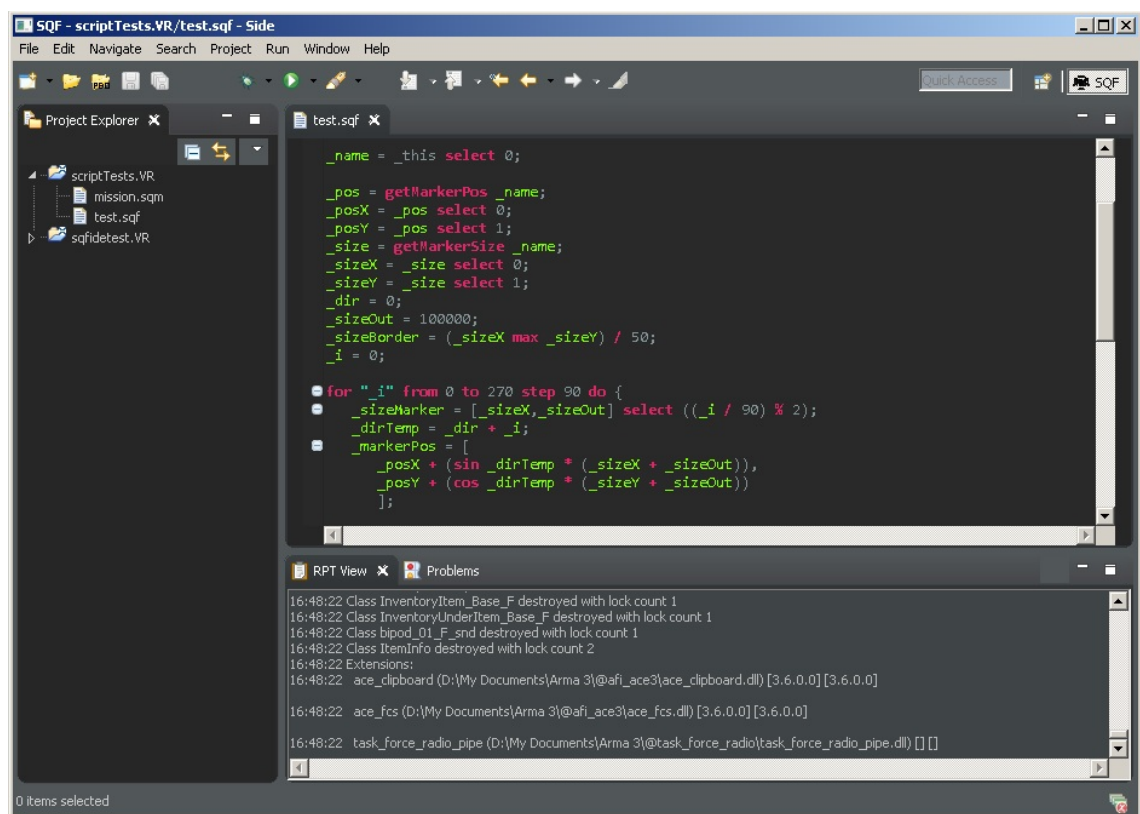 SQF - scriptTests.VR/test.sqf - Side
File Edit Navigate Search Project Run Window Help
PBO
Quick Access
SQF
Project Explorer
test.sqf
scriptTests.VR
mission.sqm
test.sqf
sqfidetest.VR
_name = _this select 0;
_pos = getMarkerPos _name;
_posX = _pos select 0;
_posY = _pos select 1;
_size = getMarkerSize _name;
_sizeX = _size select 0;
_sizeY = _size select 1;
_dir = 0;
_sizeOut = 100000;
_sizeBorder = (_sizeX max _sizeY) / 50;
_i = 0;
for "_i" from 0 to 270 step 90 do {
_sizeMarker = [_sizeX,_sizeOut] select ((_i / 90) % 2);
_dirTemp = _dir + _i;
_markerPos = [
_posX + (sin _dirTemp * (_sizeX + _sizeOut)),
_posY + (cos _dirTemp * (_sizeY + _sizeOut))
];
RPT View
Problems
16:48:22 Class InventoryItem_Base_F destroyed with lock count 1
16:48:22 Class InventoryUnderItem_Base_F destroyed with lock count 1
16:48:22 Class bipod_01_F_snd destroyed with lock count 1
16:48:22 Class ItemInfo destroyed with lock count 2
16:48:22 Extensions:
16:48:22 ace_clipboard (D:\My Documents\Arma 3\@afi_ace3\ace_clipboard.dll) [3.6.0.0] [3.6.0.0]
16:48:22 ace_fcs (D:\My Documents\Arma 3\@afi_ace3\ace_fcs.dll) [3.6.0.0] [3.6.0.0]
16:48:22 task_force_radio_pipe (D:\My Documents\Arma 3\@task_force_radio\task_force_radio_pipe.dll) [] []
0 items selected